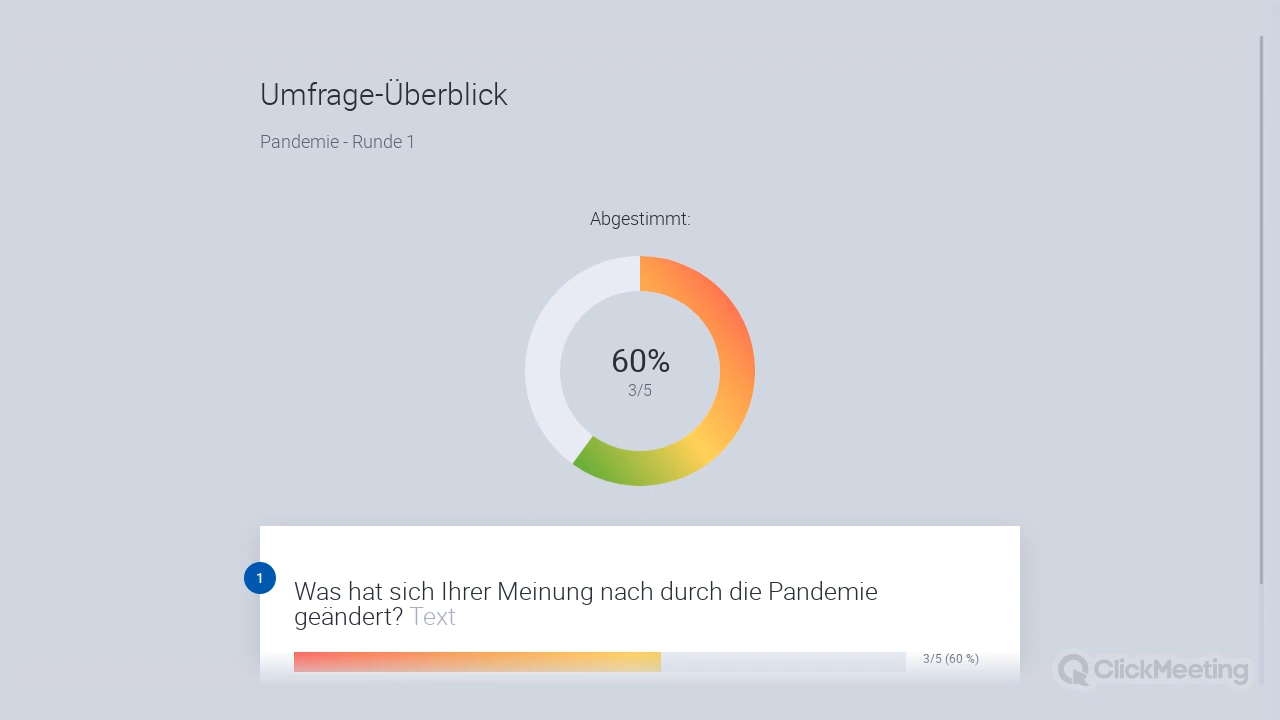 Umfrage-Überblick
Pandemie - Runde 1
Abgestimmt:
60%
3/5
1
Was hat sich Ihrer Meinung nach durch die Pandemie
geändert? Text
3/5 (60 %)
ClickMeeting